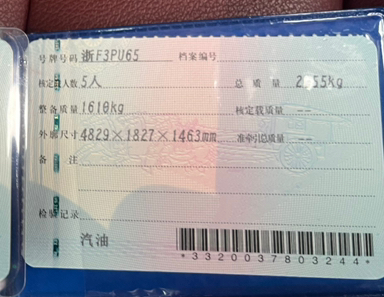 号牌号码 浙F3PU65 档案编号
核定载人数 5人 总质量 2055kg
整备质量 1610kg 核定载质量 --
外廓尺寸 4829×1827×1463mm 准牵引总质量 --
备注
检验记录
汽油
*3320037803244*